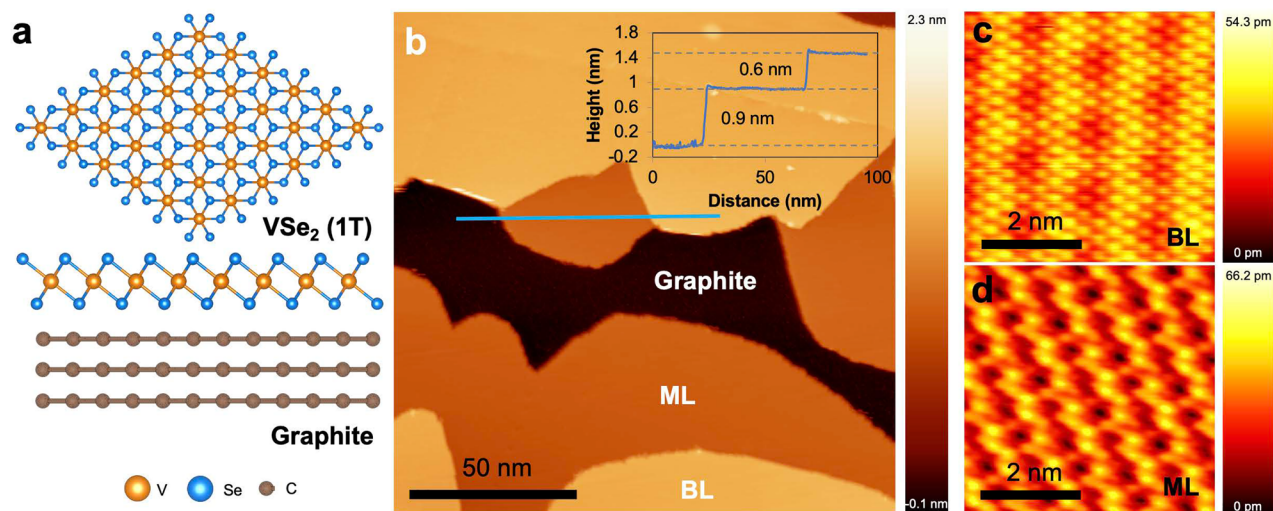 a
VSe2 (1T)
Graphite
V Se C
b
2.3 nm
Height (nm)
1.8
1.4
1
0.6
0.2
-0.2
0.6 nm
0.9 nm
0 50 100
Distance (nm)
Graphite
ML
50 nm
BL
-0.1 nm
c
54.3 pm
2 nm
BL
0 pm
d
66.2 pm
2 nm
ML
0 pm